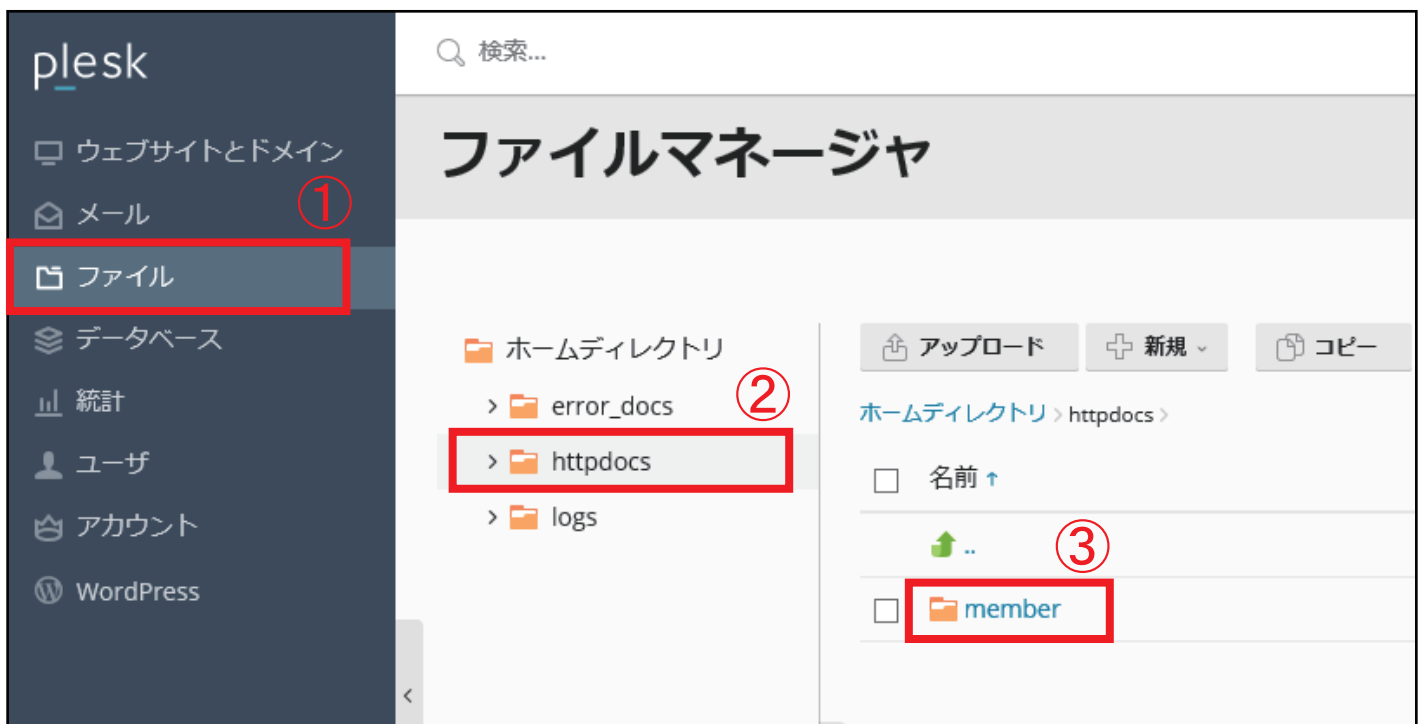 plesk
検索...
ウェブサイトとドメイン
①
メール
ファイル
データベース
統計
ユーザ
アカウント
WordPress
ファイルマネージャ
ホームディレクトリ
error_docs
②
httpdocs
logs
アップロード 新規 コピー
ホームディレクトリ > httpdocs >
名前 ↑
..
③
member